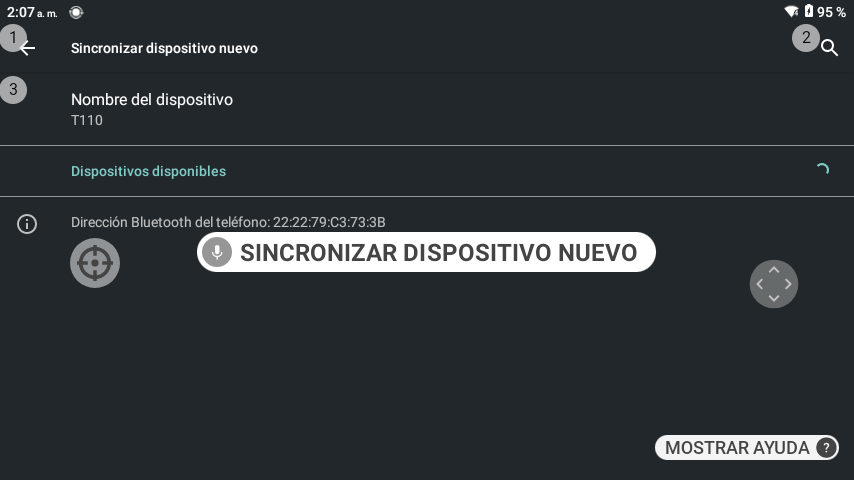 2:07 a. m.
95 %
1
Sincronizar dispositivo nuevo
2
3
Nombre del dispositivo
T110
Dispositivos disponibles
Dirección Bluetooth del teléfono: 22:22:79:C3:73:3B
SINCRONIZAR DISPOSITIVO NUEVO
MOSTRAR AYUDA ?